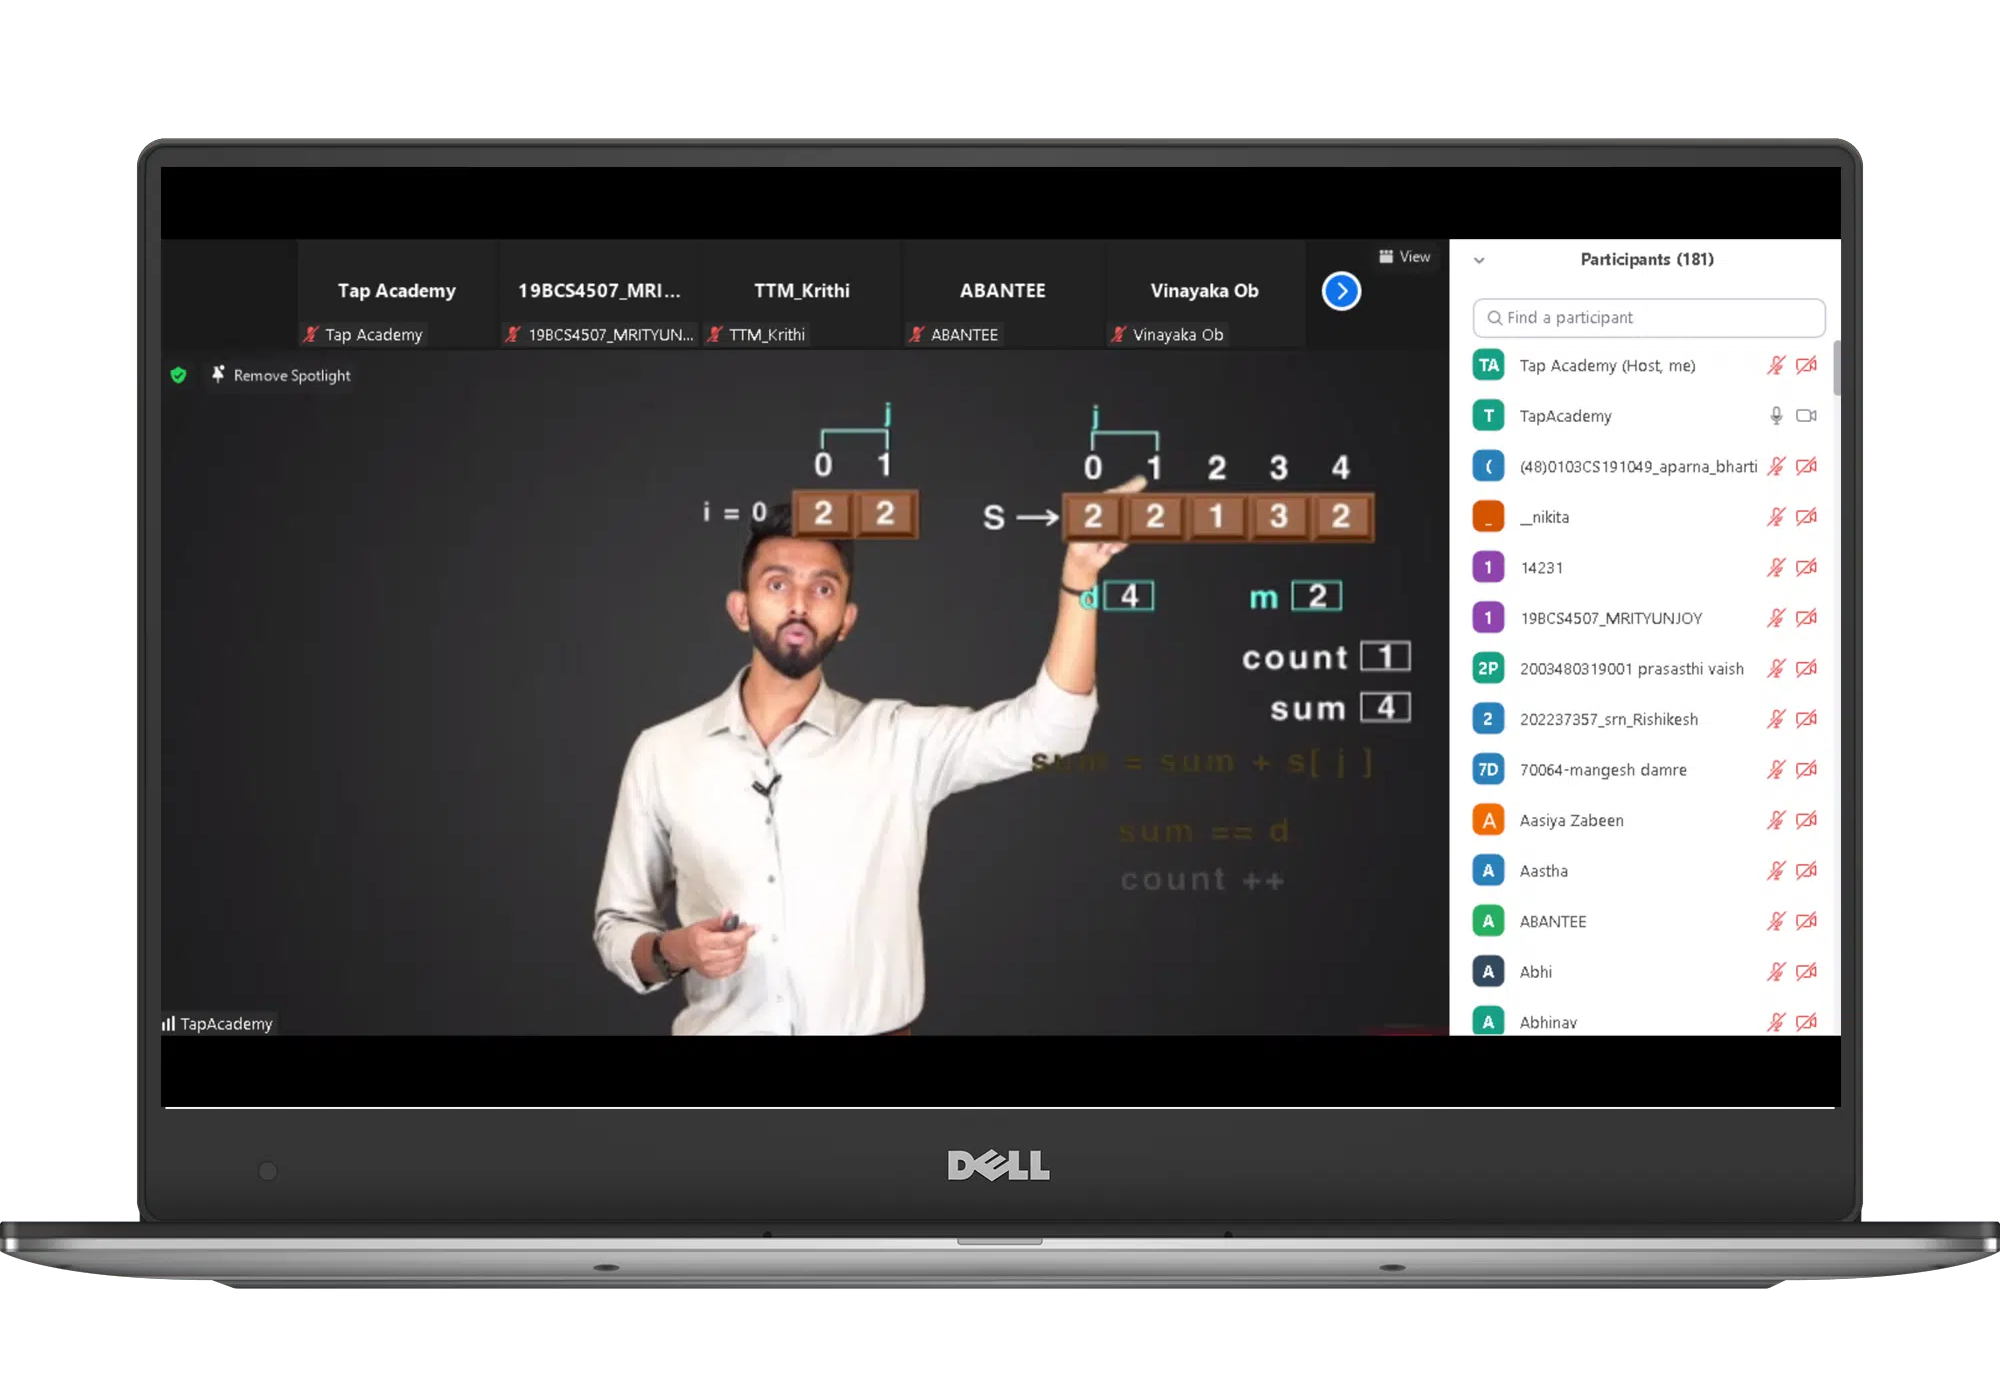 View
Participants (181)
Tap Academy
19BCS4507_MRI...
TTM_Krithi
ABANTEE
Vinayaka Ob
Tap Academy
19BCS4507_MRITYUN...
TTM_Krithi
ABANTEE
Vinayaka Ob
Find a participant
Remove Spotlight
TA Tap Academy (Host, me)
T TapAcademy
( (48)0103CS191049_aparna_bharti
_ __nikita
1 14231
1 19BCS4507_MRITYUNJOY
2P 2003480319001 prasasthi vaish
2 202237357_srn_Rishikesh
7D 70064-mangesh damre
A Aasiya Zabeen
A Aastha
A ABANTEE
A Abhi
A Abhinav
j
0 1
i = 0 2 2
j
0 1 2 3 4
S → 2 2 1 3 2
d 4 m 2
count 1
sum 4
sum = sum + s[ j ]
sum == d
count ++
TapAcademy
DELL